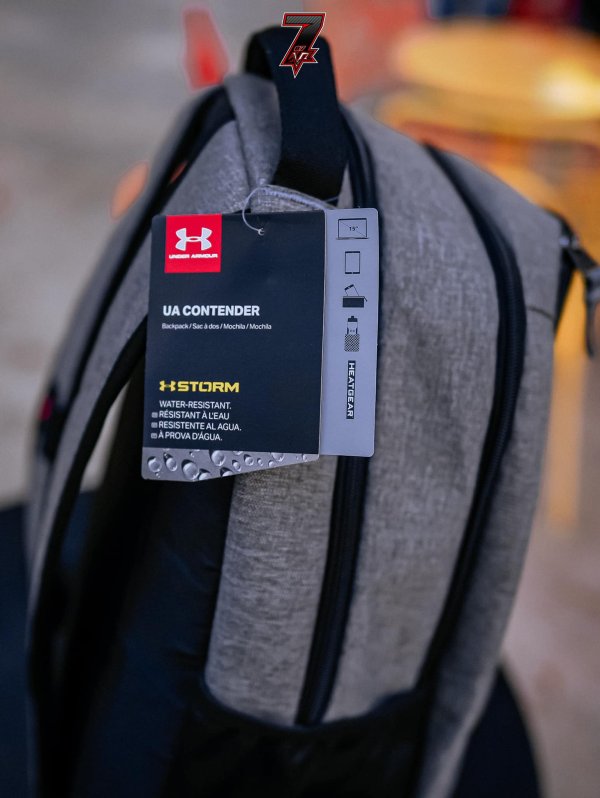 7
UNDER ARMOUR
UA CONTENDER
Backpack / Sac à dos / Mochila / Mochila
STORM
WATER-RESISTANT.
RÉSISTANT À L'EAU
RESISTENTE AL AGUA.
À PROVA D'ÁGUA.
15"
HEATGEAR